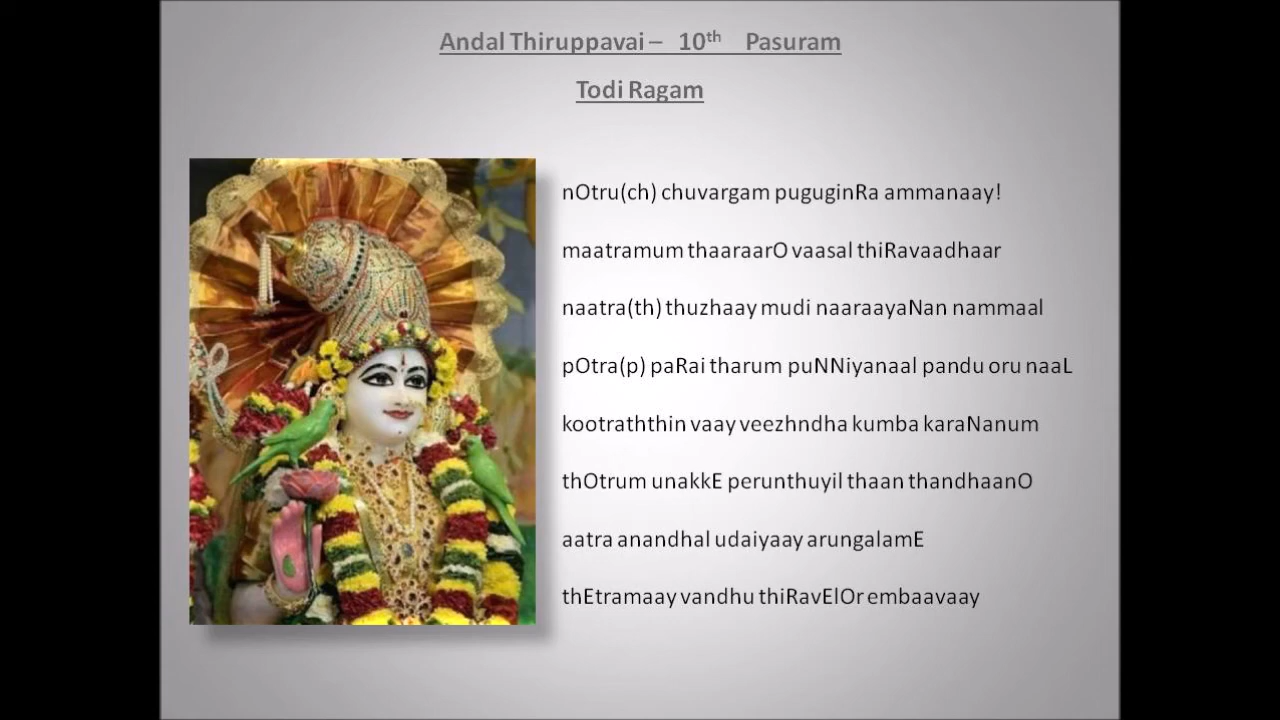 Andal Thiruppavai – 10th Pasuram
Todi Ragam
nOtru(ch) chuvargam puguginRa ammanaay!
maatramum thaaraarO vaasal thiRavaadhaar
naatra(th) thuzhaay mudi naaraayaNan nammaal
pOtra(p) paRai tharum puNNiyanaal pandu oru naaL
kootraththin vaay veezhndha kumba karaNanum
thOtrum unakkE perunthuyil thaan thandhaanO
aatra anandhal udaiyaay arungalamE
thEtramaay vandhu thiRavElOr embaavaay